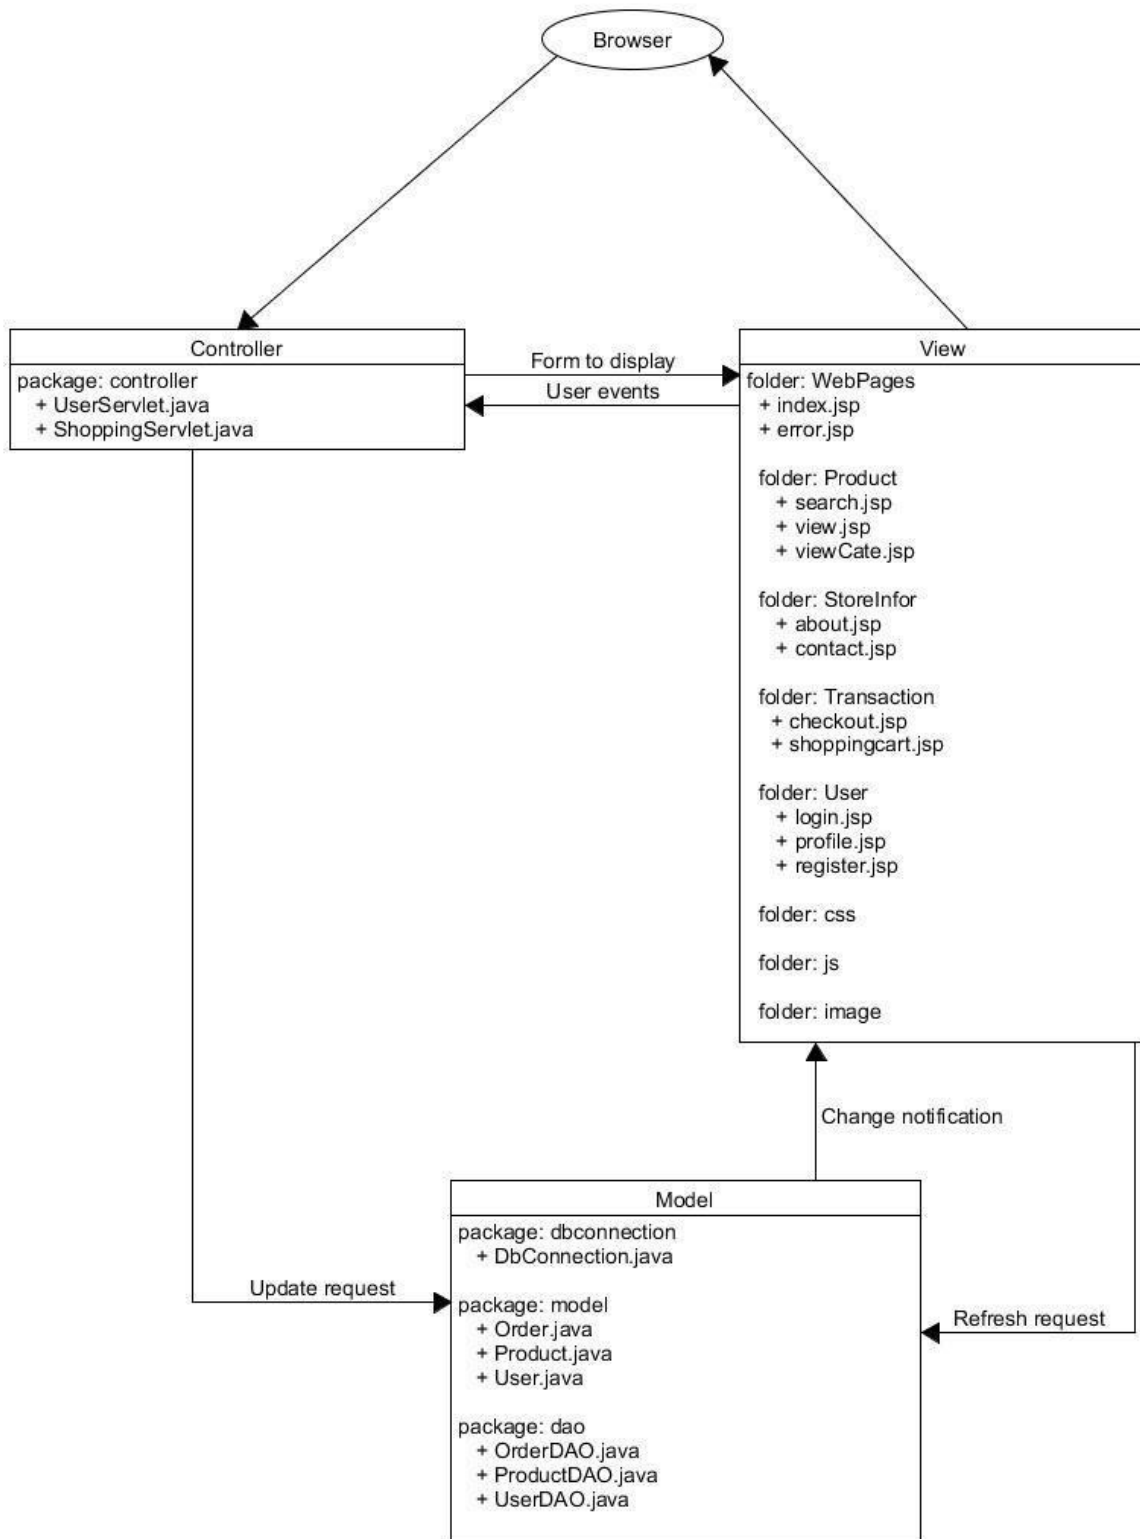 Browser
Controller
package: controller
+ UserServlet.java
+ ShoppingServlet.java
Form to display
User events
View
folder: WebPages
+ index.jsp
+ error.jsp
folder: Product
+ search.jsp
+ view.jsp
+ viewCate.jsp
folder: StoreInfor
+ about.jsp
+ contact.jsp
folder: Transaction
+ checkout.jsp
+ shoppingcart.jsp
folder: User
+ login.jsp
+ profile.jsp
+ register.jsp
folder: css
folder: js
folder: image
Change notification
Update request
Model
package: dbconnection
+ DbConnection.java
package: model
+ Order.java
+ Product.java
+ User.java
package: dao
+ OrderDAO.java
+ ProductDAO.java
+ UserDAO.java
Refresh request